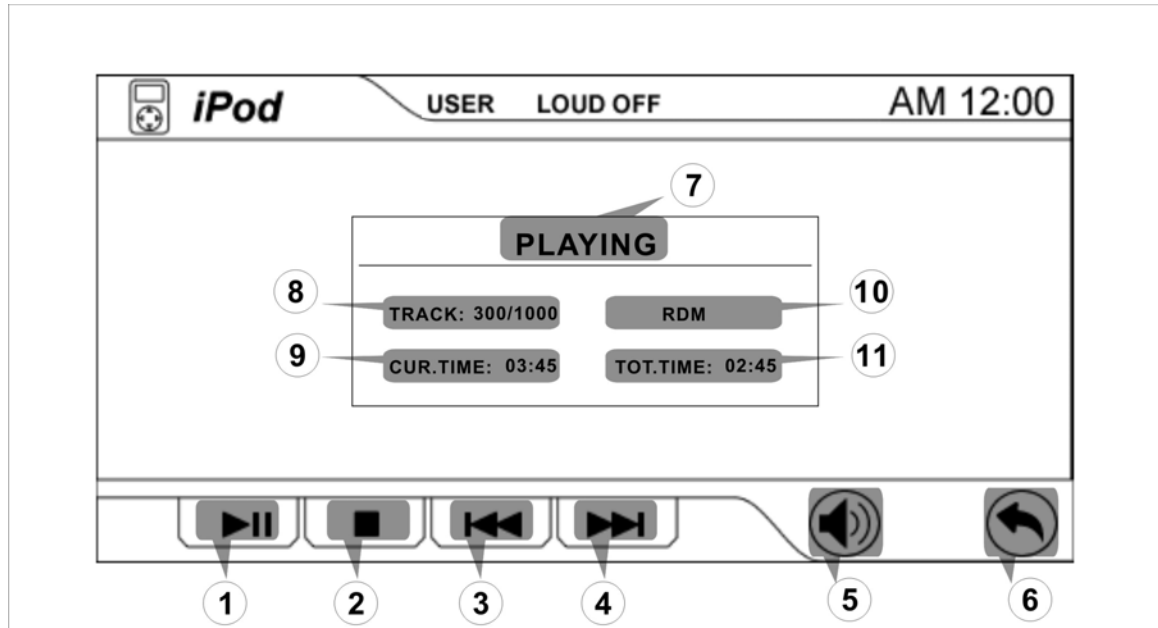 iPod USER LOUD OFF AM 12:00
7
PLAYING
8 TRACK: 300/1000 RDM 10
9 CUR.TIME: 03:45 TOT.TIME: 02:45 11
1 2 3 4 5 6